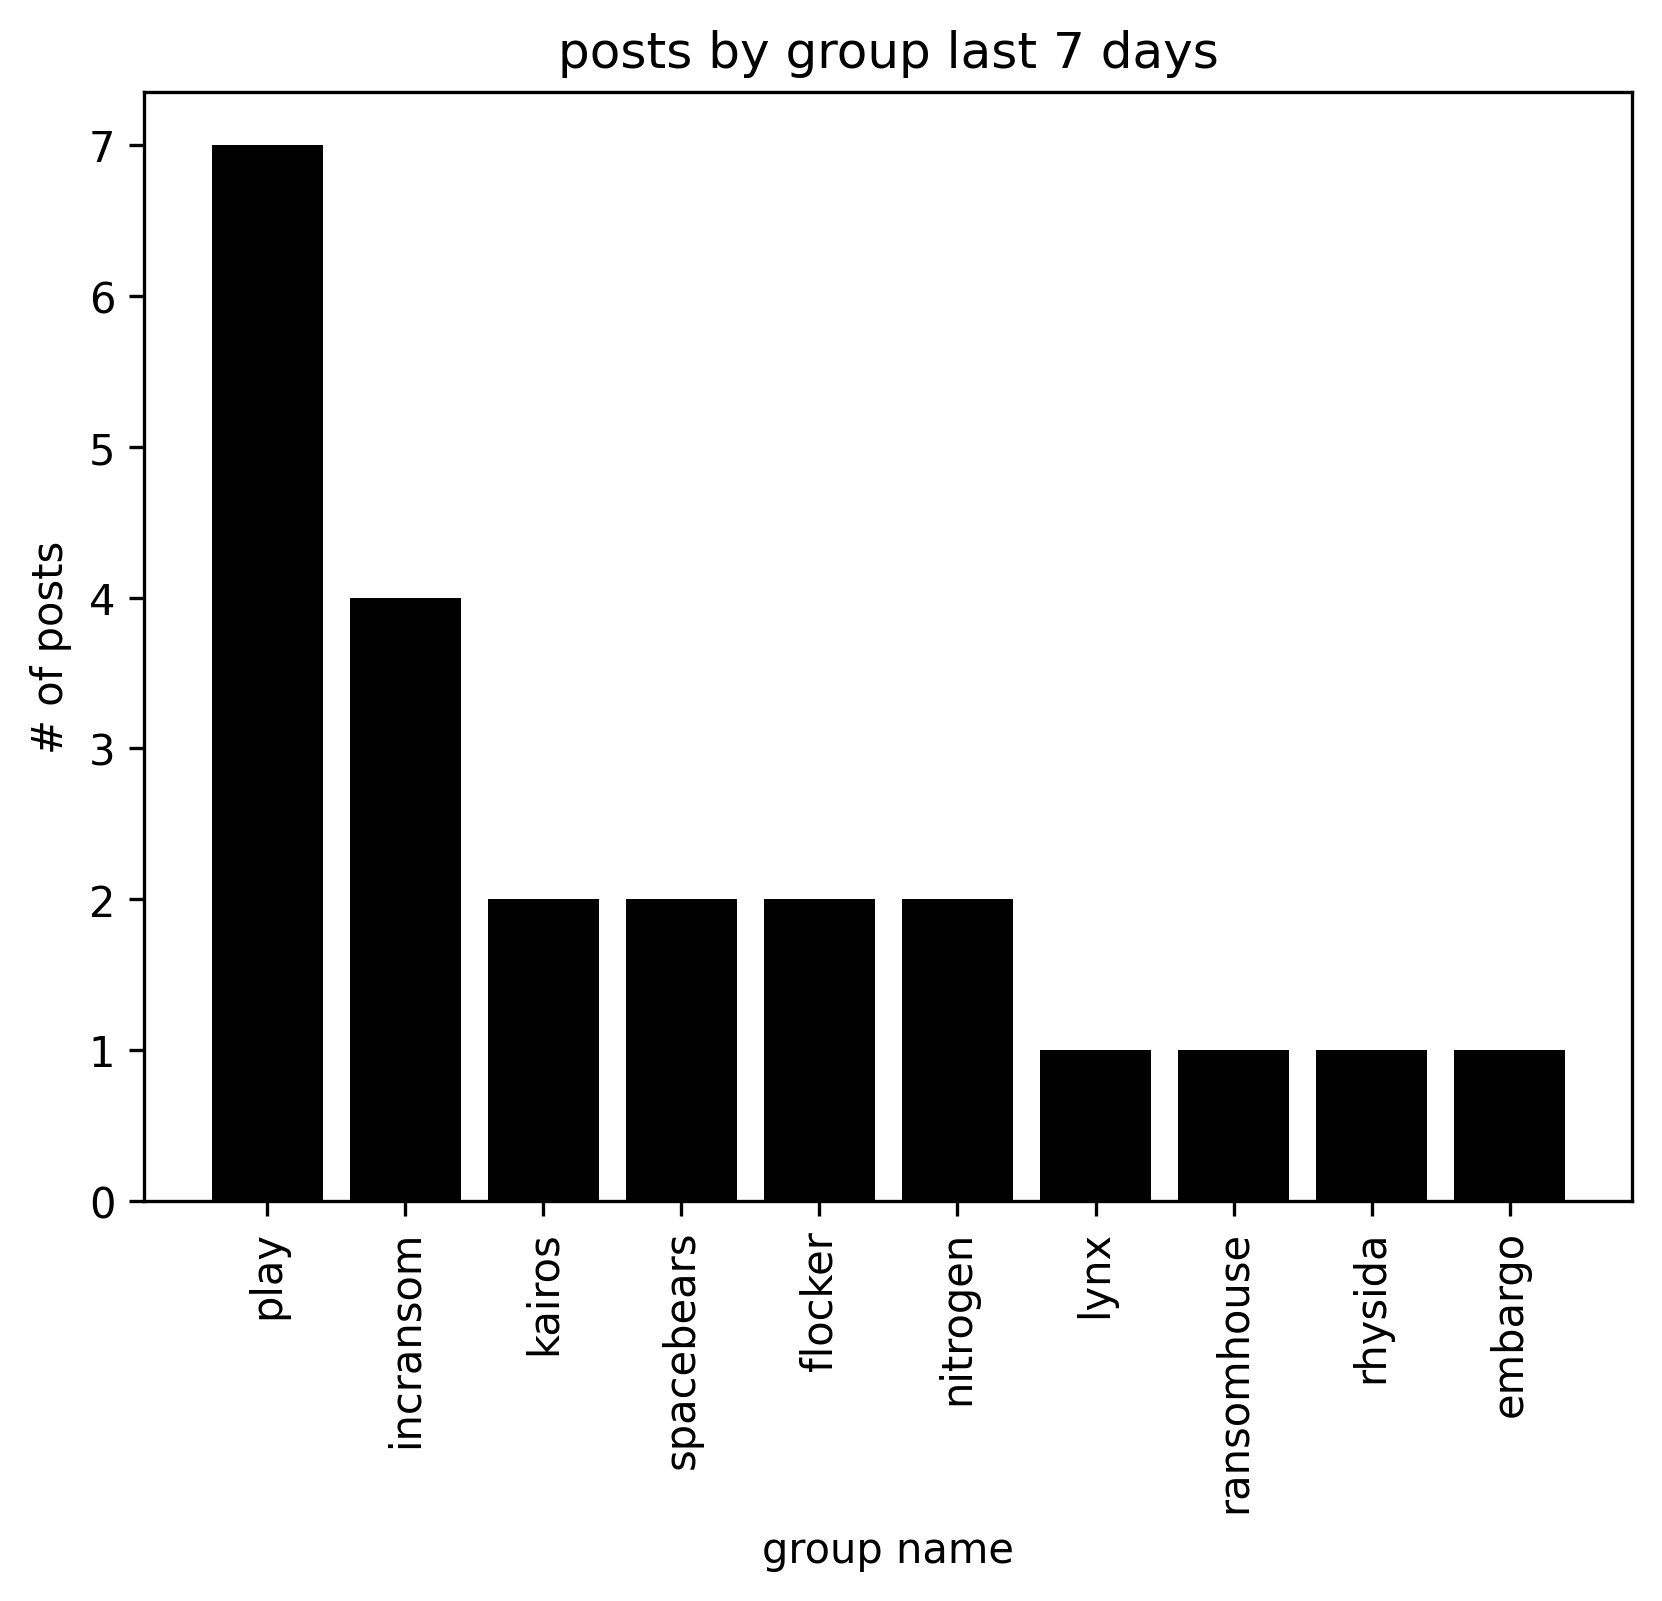 posts by group last 7 days
# of posts
7
6
5
4
3
2
1
0
play
incransom
kairos
spacebears
flocker
nitrogen
lynx
ransomhouse
rhysida
embargo
group name